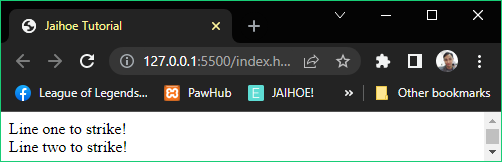 Jaihoe Tutorial
127.0.0.1:5500/index.h...
League of Legends... PawHub JAIHOE! » Other bookmarks
Line one to strike!
Line two to strike!